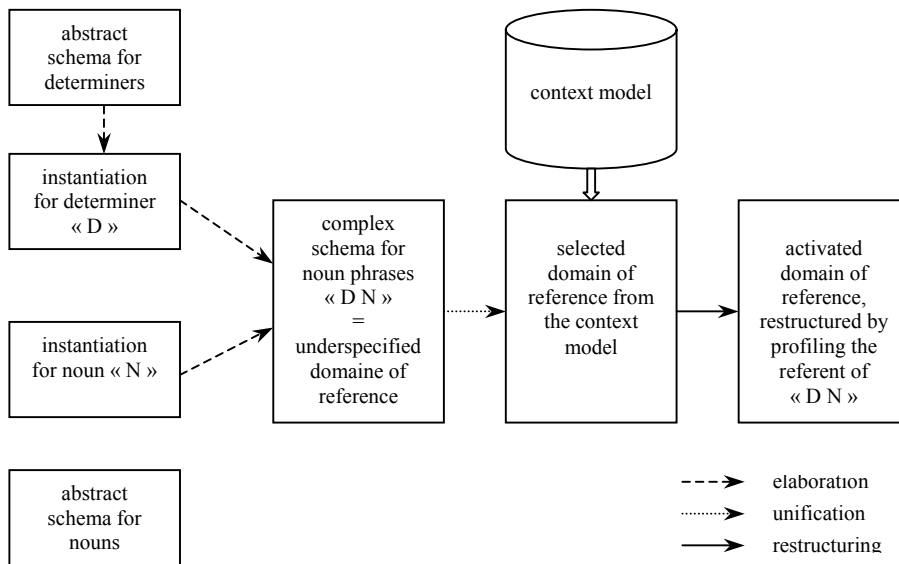 abstract
schema for
determiners
context model
instantiation
for determiner
« D »
complex
schema for
noun phrases
« D N »
=
underspecified
domaine of
reference
selected
domain of
reference from
the context
model
activated
domain of
reference,
restructured by
profiling the
referent of
« D N »
instantiation
for noun « N »
abstract
schema for
nouns
elaboration
unification
restructuring